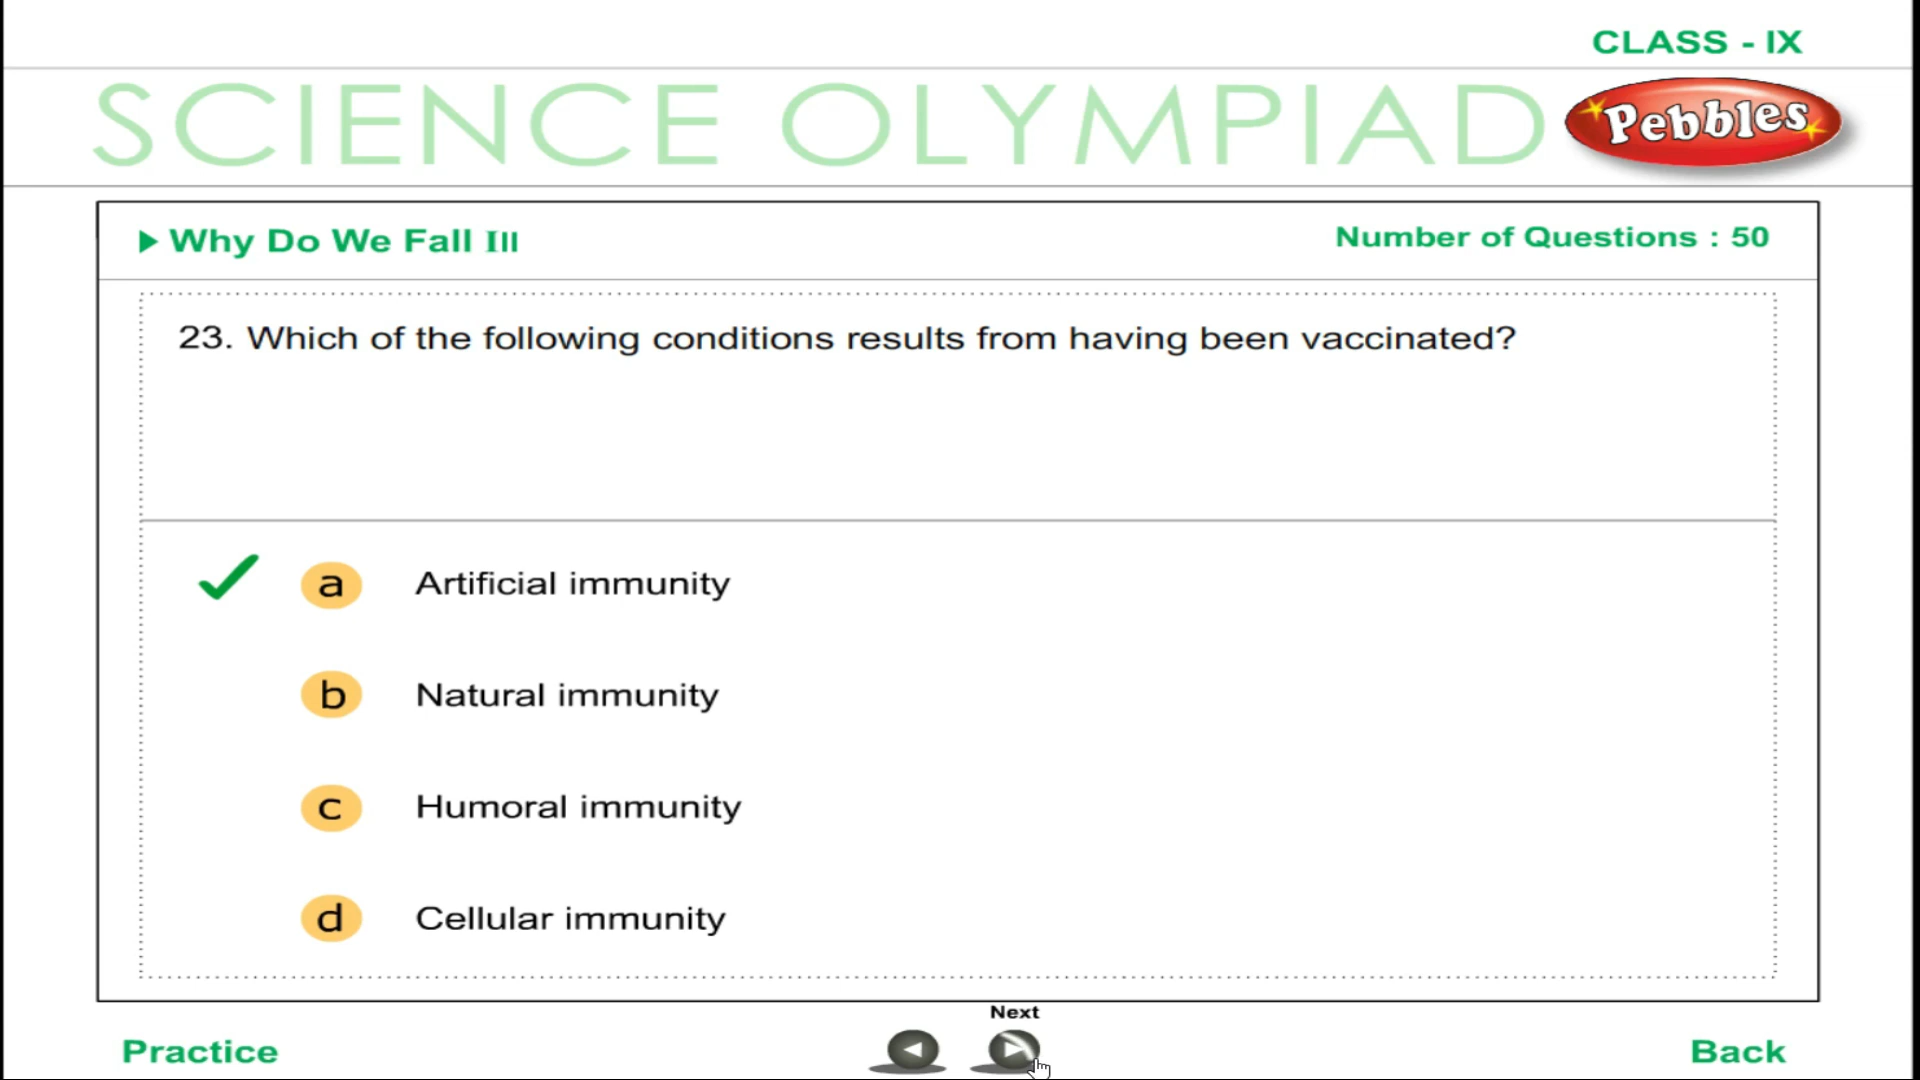 CLASS - IX
SCIENCE OLYMPIAD
Pebbles
Why Do We Fall Ill
Number of Questions : 50
23. Which of the following conditions results from having been vaccinated?
a Artificial immunity
b Natural immunity
c Humoral immunity
d Cellular immunity
Next
Practice
Back